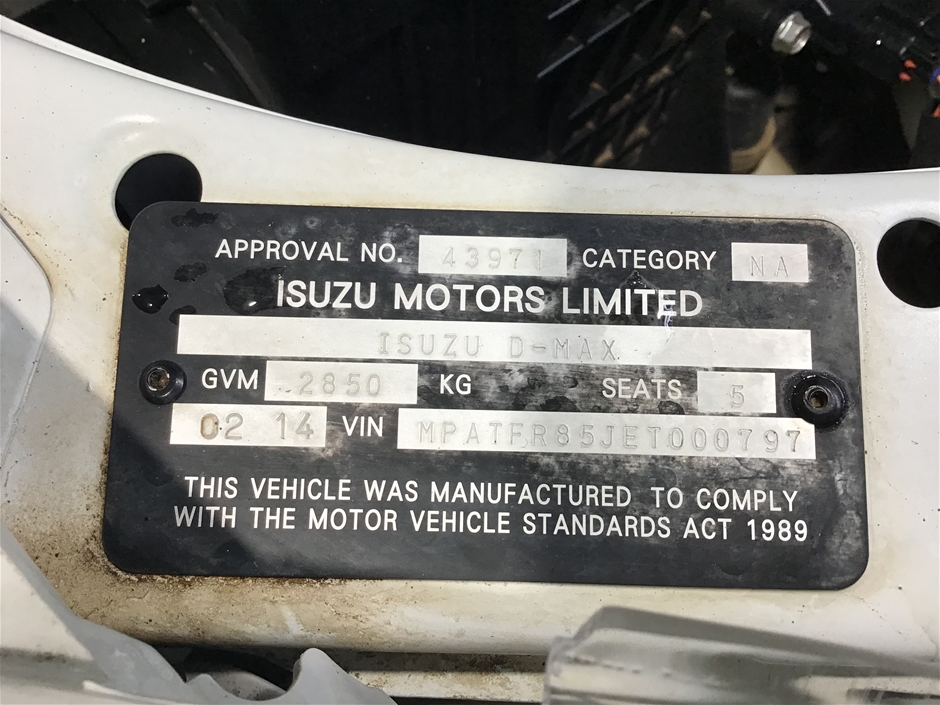 APPROVAL NO. 43971 CATEGORY NA
ISUZU MOTORS LIMITED
ISUZU D-MAX
GVM 2850 KG SEATS 5
02 14 VIN MPATFR85JET000797
THIS VEHICLE WAS MANUFACTURED TO COMPLY
WITH THE MOTOR VEHICLE STANDARDS ACT 1989